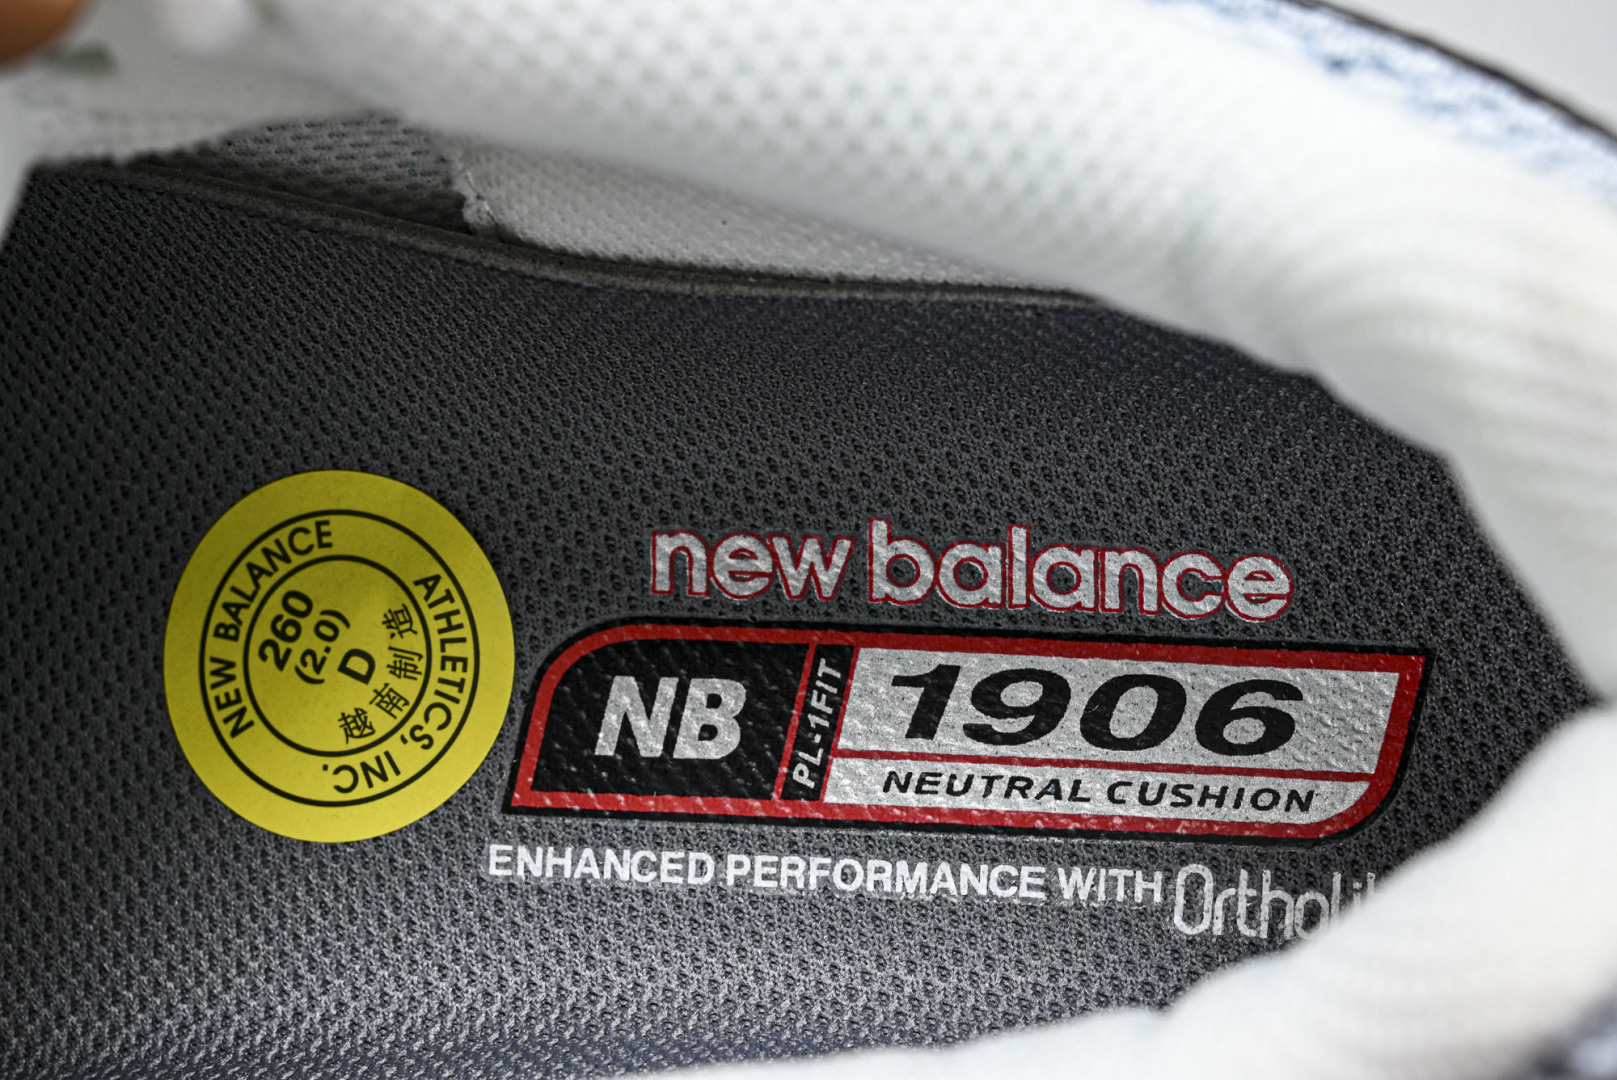 NEW BALANCE ATHLETICS, INC.
260
(2.0)
D
越南制造
new balance
NB
PL-1FIT
1906
NEUTRAL CUSHION
ENHANCED PERFORMANCE WITH